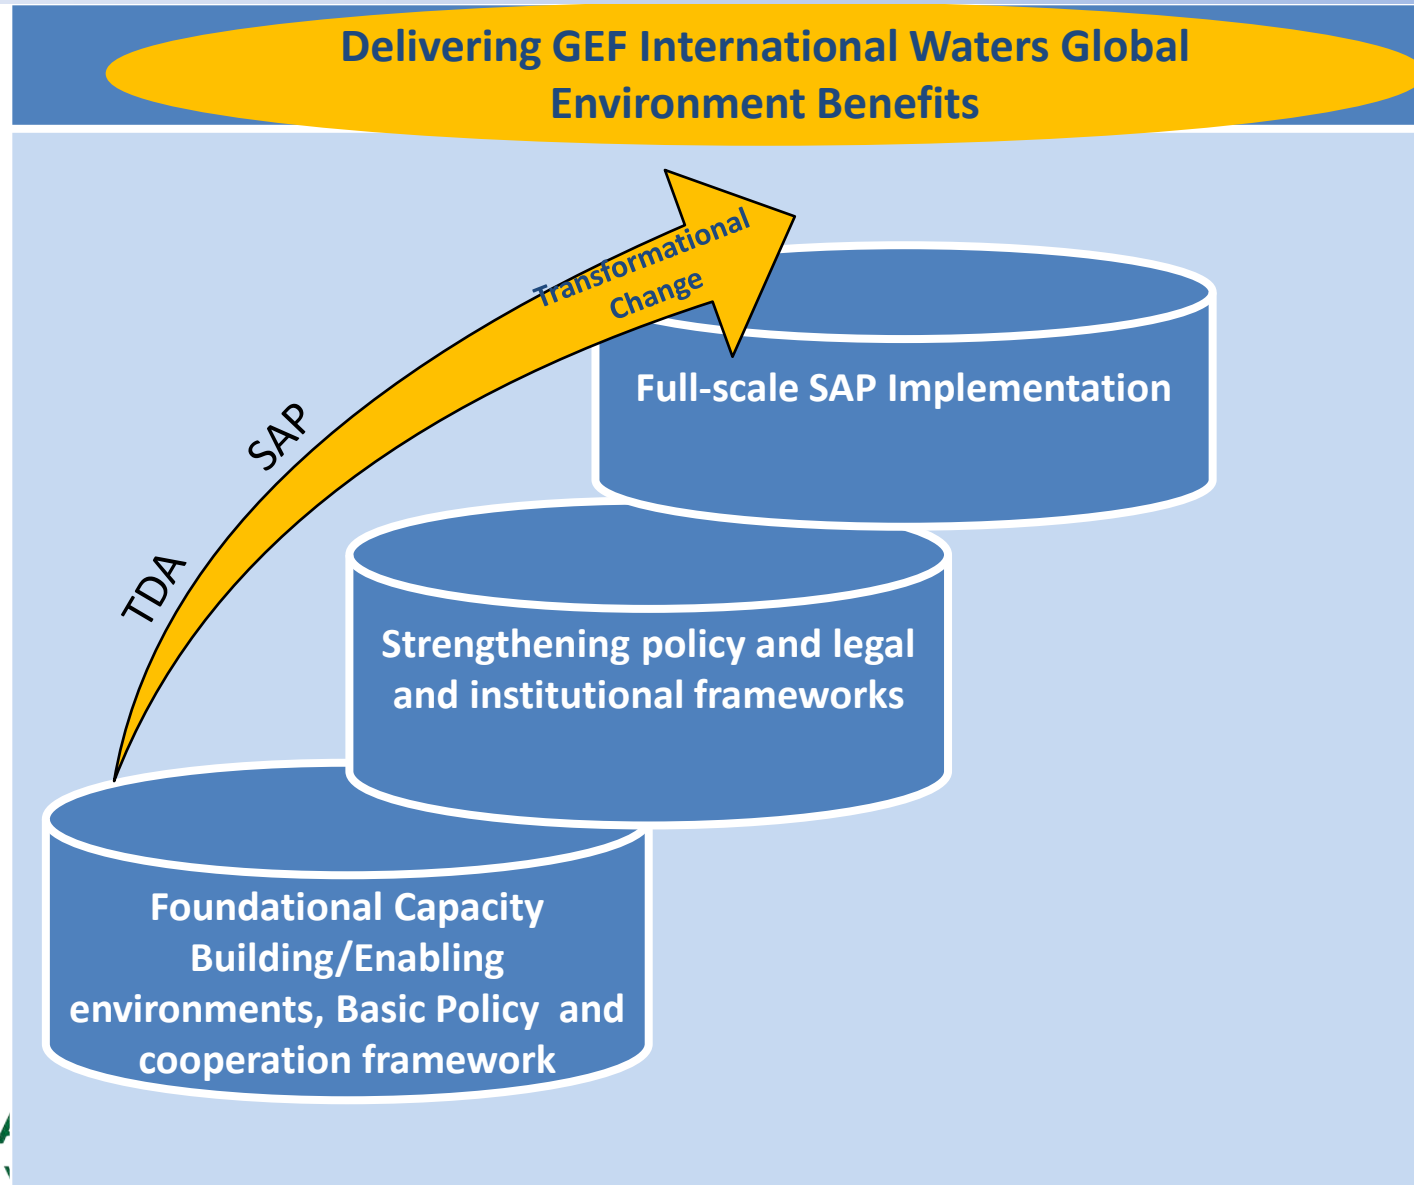 Delivering GEF International Waters Global
Environment Benefits
Transformational
Change
SAP
TDA
Full-scale SAP Implementation
Strengthening policy and legal
and institutional frameworks
Foundational Capacity
Building/Enabling
environments, Basic Policy  and
cooperation framework